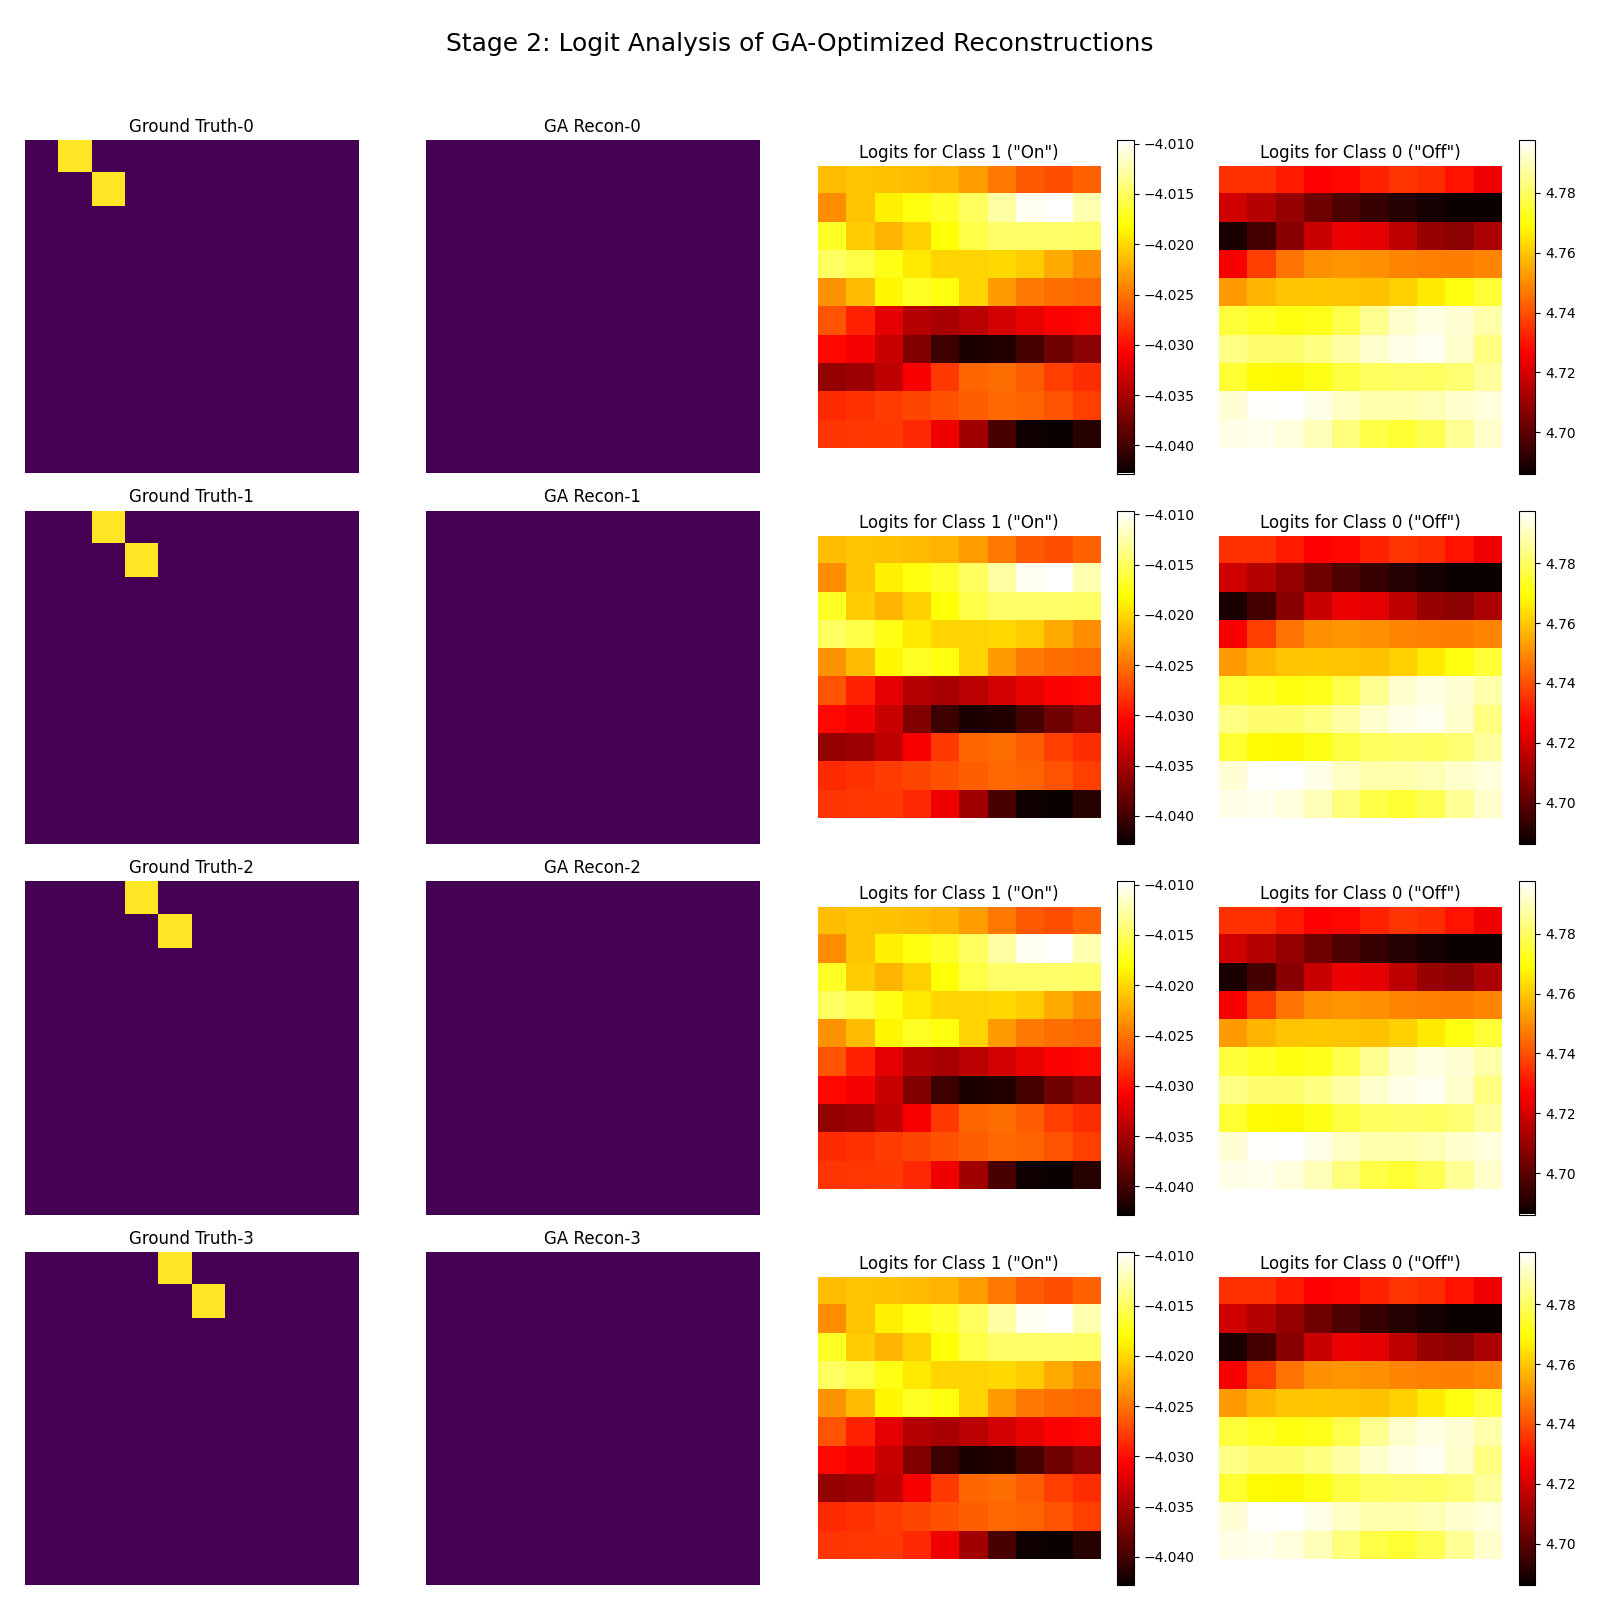 Stage 2: Logit Analysis of GA-Optimized Reconstructions
Ground Truth-0
GA Recon-0
Logits for Class 1 ("On")
−4.010
−4.015
−4.020
−4.025
−4.030
−4.035
−4.040
Logits for Class 0 ("Off")
4.78
4.76
4.74
4.72
4.70
Ground Truth-1
GA Recon-1
Logits for Class 1 ("On")
−4.010
−4.015
−4.020
−4.025
−4.030
−4.035
−4.040
Logits for Class 0 ("Off")
4.78
4.76
4.74
4.72
4.70
Ground Truth-2
GA Recon-2
Logits for Class 1 ("On")
−4.010
−4.015
−4.020
−4.025
−4.030
−4.035
−4.040
Logits for Class 0 ("Off")
4.78
4.76
4.74
4.72
4.70
Ground Truth-3
GA Recon-3
Logits for Class 1 ("On")
−4.010
−4.015
−4.020
−4.025
−4.030
−4.035
−4.040
Logits for Class 0 ("Off")
4.78
4.76
4.74
4.72
4.70